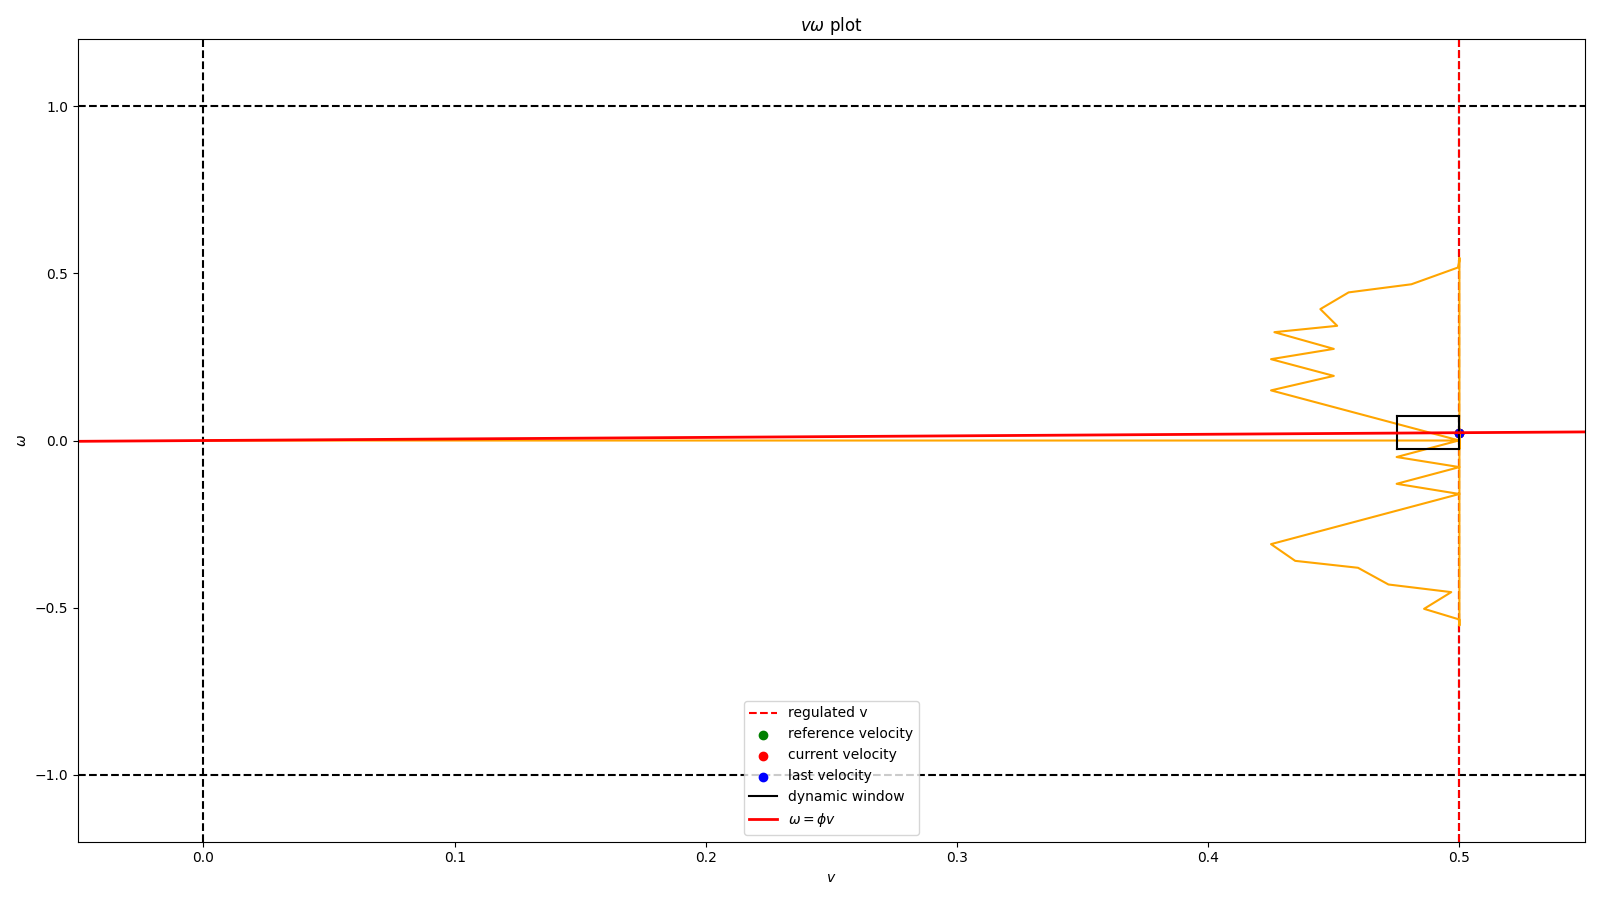 vω plot
1.0
0.5
0.0
−0.5
−1.0
ω
regulated v
reference velocity
current velocity
last velocity
dynamic window
ω = ϕv
0.0 0.1 0.2 0.3 0.4 0.5
v